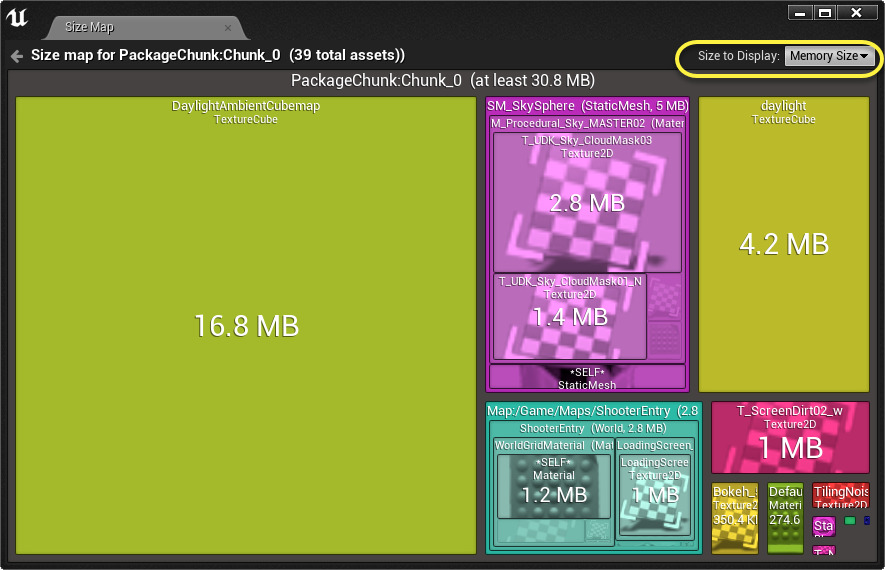 Size Map
Size map for PackageChunk:Chunk_0 (39 total assets))
Size to Display: Memory Size
PackageChunk:Chunk_0 (at least 30.8 MB)
DaylightAmbientCubemap
TextureCube
16.8 MB
SM_SkySphere (StaticMesh, 5 MB)
M_Procedural_Sky_MASTER02 (Mater
T_UDK_Sky_CloudMask03
Texture2D
2.8 MB
T_UDK_Sky_CloudMask01_N
Texture2D
1.4 MB
*SELF*
StaticMesh
daylight
TextureCube
4.2 MB
Map:/Game/Maps/ShooterEntry (2.8
ShooterEntry (World, 2.8 MB)
WorldGridMaterial (Mat
*SELF*
Material
1.2 MB
LoadingScreen_
LoadingScree
Texture2D
1 MB
T_ScreenDirt02_w
Texture2D
1 MB
Bokeh_
Texture2
350.4 K
Defau
Materi
274.6
TilingNois
Texture2D
Sta
T_N